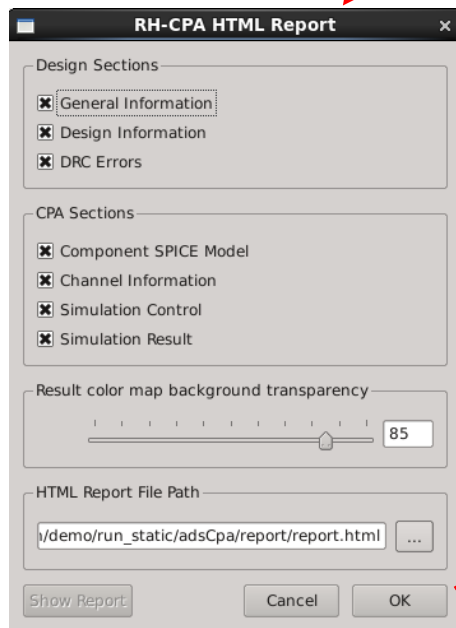 RH-CPA HTML Report
Design Sections
General Information
Design Information
DRC Errors
CPA Sections
Component SPICE Model
Channel Information
Simulation Control
Simulation Result
Result color map background transparency
85
HTML Report File Path
/demo/run_static/adsCpa/report/report.html ...
Show Report Cancel OK